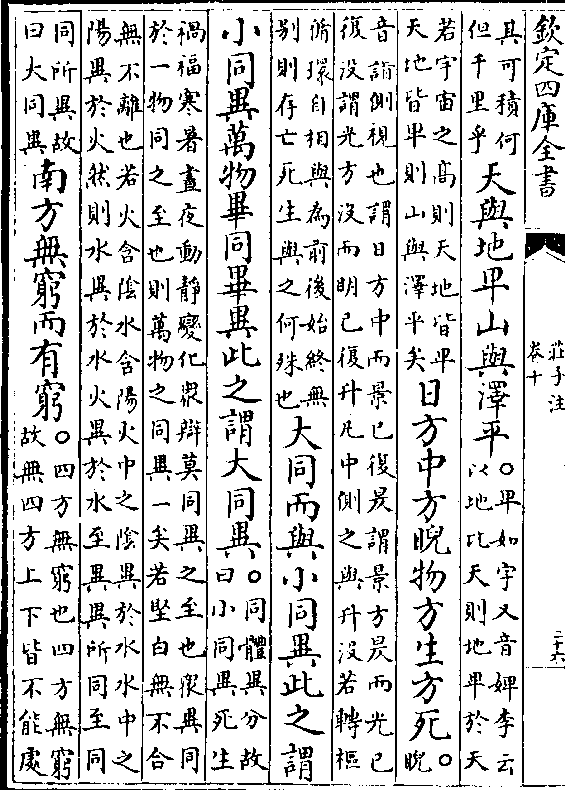 欽定四庫全書
莊子注
卷十
二十六
其可積何
但千里乎
天與地卑山與澤平○
卑如字又音婢李云
以地比天則地卑於天
若宇宙之高則天地皆卑
天地皆卑則山與澤平矣
日方中方睨物方生方死○
睨
音詣側視也謂日方中而景已復昃謂景方昃而光已
復没謂光方没而明已復升凡中側之與升没若轉樞
循環自相與為前後始終無
别則存亡死生與之何殊也
大同而與小同異此之謂
小同異萬物畢同畢異此之謂大同異○
同體異分故
曰小同異死生
禍福寒暑晝夜動静變化衆辯莫同異之至也衆異同
於一物同之至也則萬物之同異一矣若堅白無不合
無不離也若火含陰水含陽火中之陰異於水水中之
陽異於火然則水異於水火異於水至異異所同至同
同所異故
曰大同異
南方無窮而有窮○
四方無窮也四方無窮
故無四方上下皆不能處